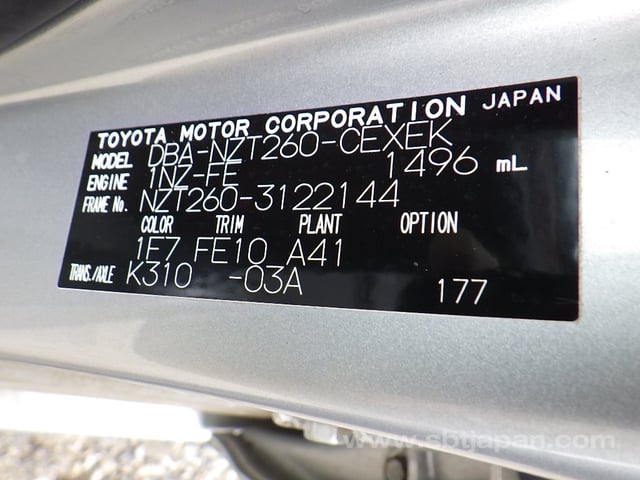 TOYOTA MOTOR CORPORATION JAPAN
MODEL DBA-NZT260-CEXEK
ENGINE 1NZ-FE 1496 mL
FRAME No. NZT260-3122144
COLOR TRIM PLANT OPTION
1E7 FE10 A41
TRANS./AXLE K310 -03A
177
www.sbtjapan.com